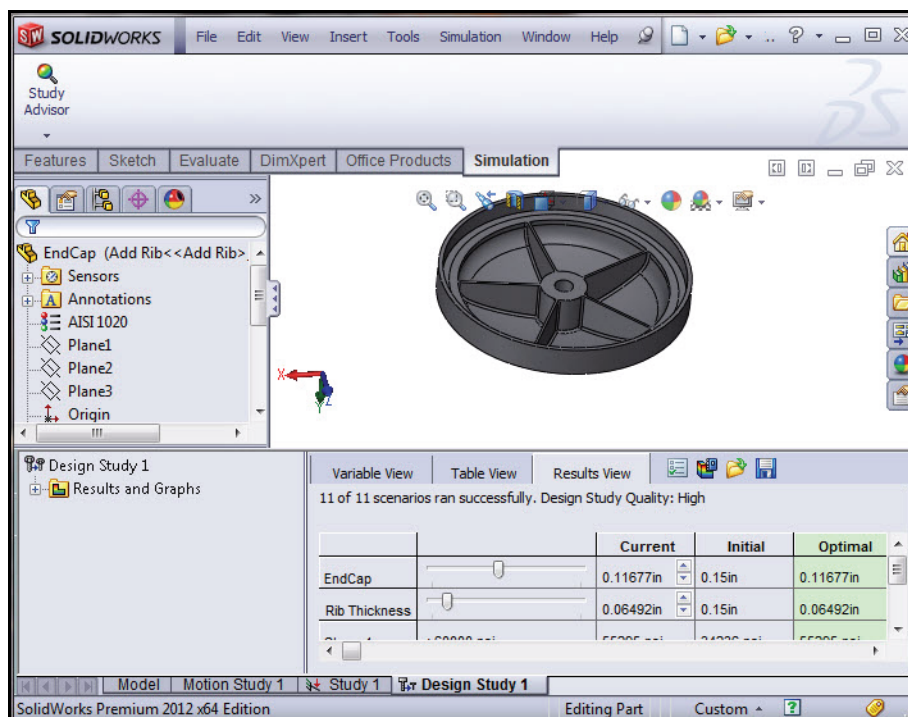 SW SOLIDWORKS File Edit View Insert Tools Simulation Window Help
Study
Advisor
Features Sketch Evaluate DimXpert Office Products Simulation
EndCap (Add Rib<<Add Rib>
Sensors
Annotations
AISI 1020
Plane1
Plane2
Plane3
Origin
X
Y
Z
Design Study 1
Results and Graphs
Variable View Table View Results View
11 of 11 scenarios ran successfully. Design Study Quality: High
Current Initial Optimal
EndCap 0.11677in 0.15in 0.11677in
Rib Thickness 0.06492in 0.15in 0.06492in
Model Motion Study 1 Study 1 Design Study 1
SolidWorks Premium 2012 x64 Edition Editing Part Custom